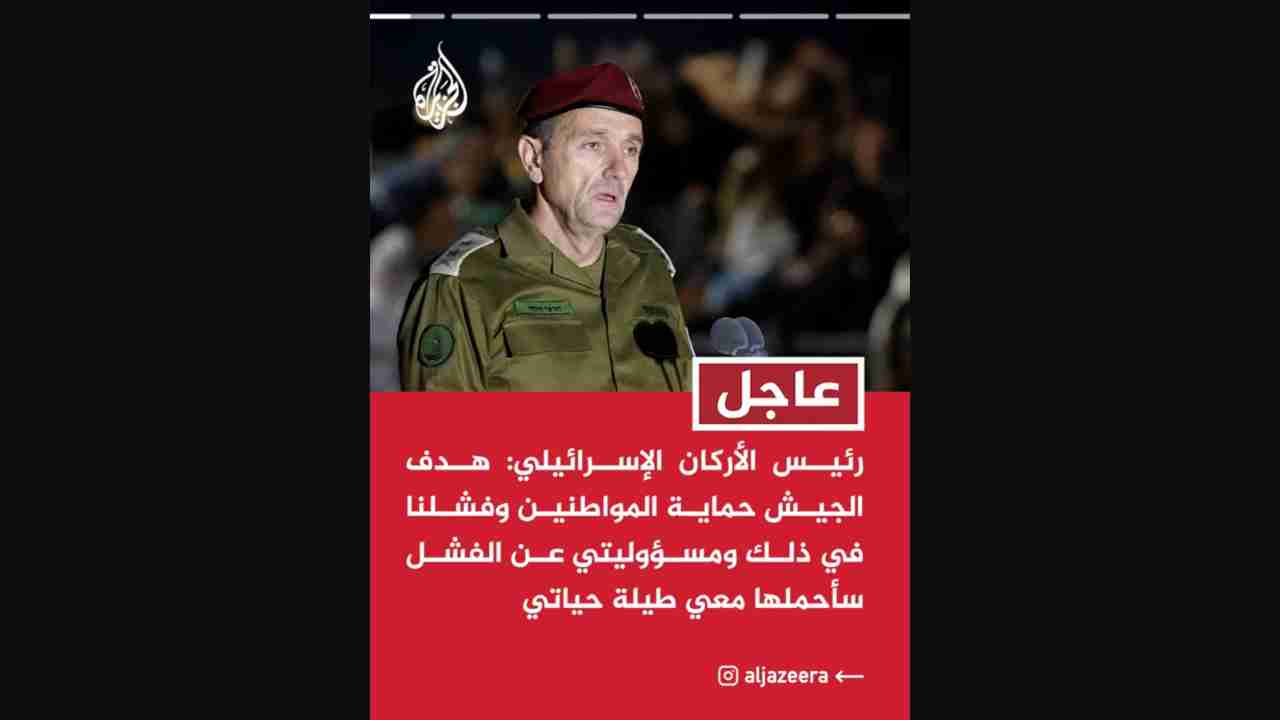 الجزيرة
عاجل
رئيس الأركان الإسرائيلي: هدف
الجيش حماية المواطنين وفشلنا
في ذلك ومسؤوليتي عن الفشل
سأحملها معي طيلة حياتي
aljazeera